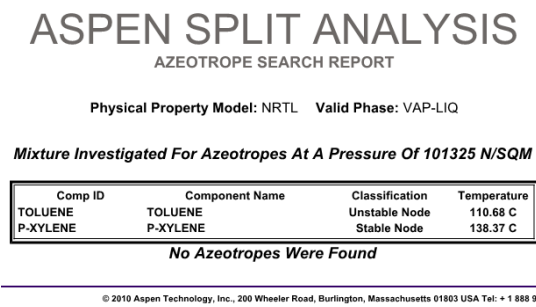 ASPEN SPLIT ANALYSIS
AZEOTROPE SEARCH REPORT
Physical Property Model: NRTL Valid Phase: VAP-LIQ
Mixture Investigated For Azeotropes At A Pressure Of 101325 N/SQM
Comp ID Component Name Classification Temperature
TOLUENE TOLUENE Unstable Node 110.68 C
P-XYLENE P-XYLENE Stable Node 138.37 C
No Azeotropes Were Found
© 2010 Aspen Technology, Inc., 200 Wheeler Road, Burlington, Massachusetts 01803 USA Tel: + 1 888 9